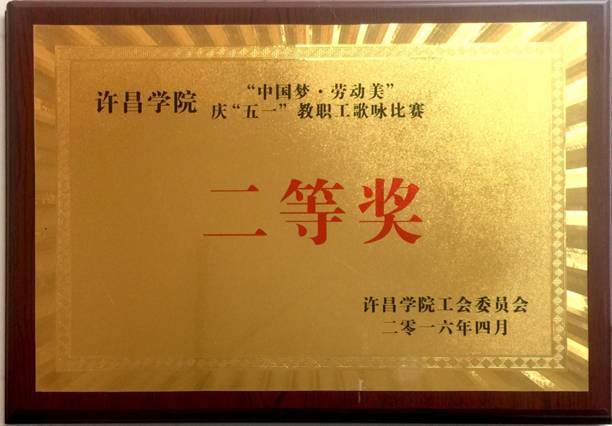 许昌学院
“中国梦·劳动美”
庆“五一”教职工歌咏比赛
二等奖
许昌学院工会委员会
二零一六年四月